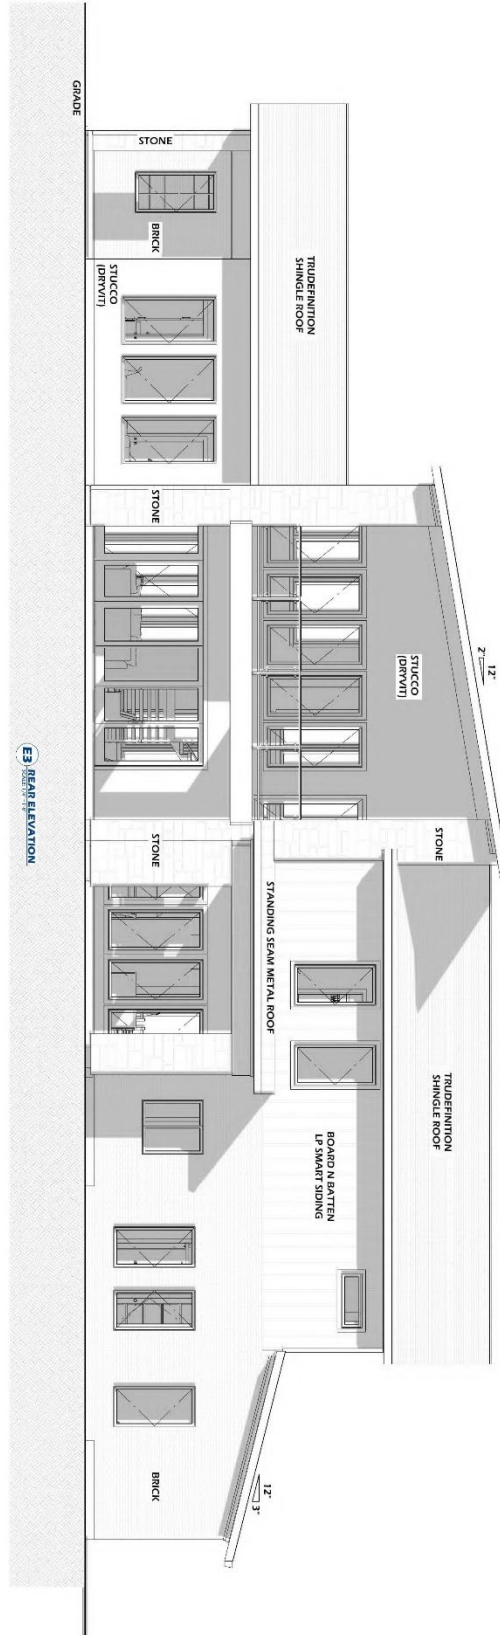 GRADE
STONE
BRICK
STUCCO
(DRYVIT)
TRUDEFINITION
SHINGLE ROOF
STONE
STUCCO
(DRYVIT)
12"
2"
STONE
STONE
STANDING SEAM METAL ROOF
TRUDEFINITION
SHINGLE ROOF
BOARD N BATTEN
LP SMART SIDING
BRICK
12"
3"
E3
REAR ELEVATION